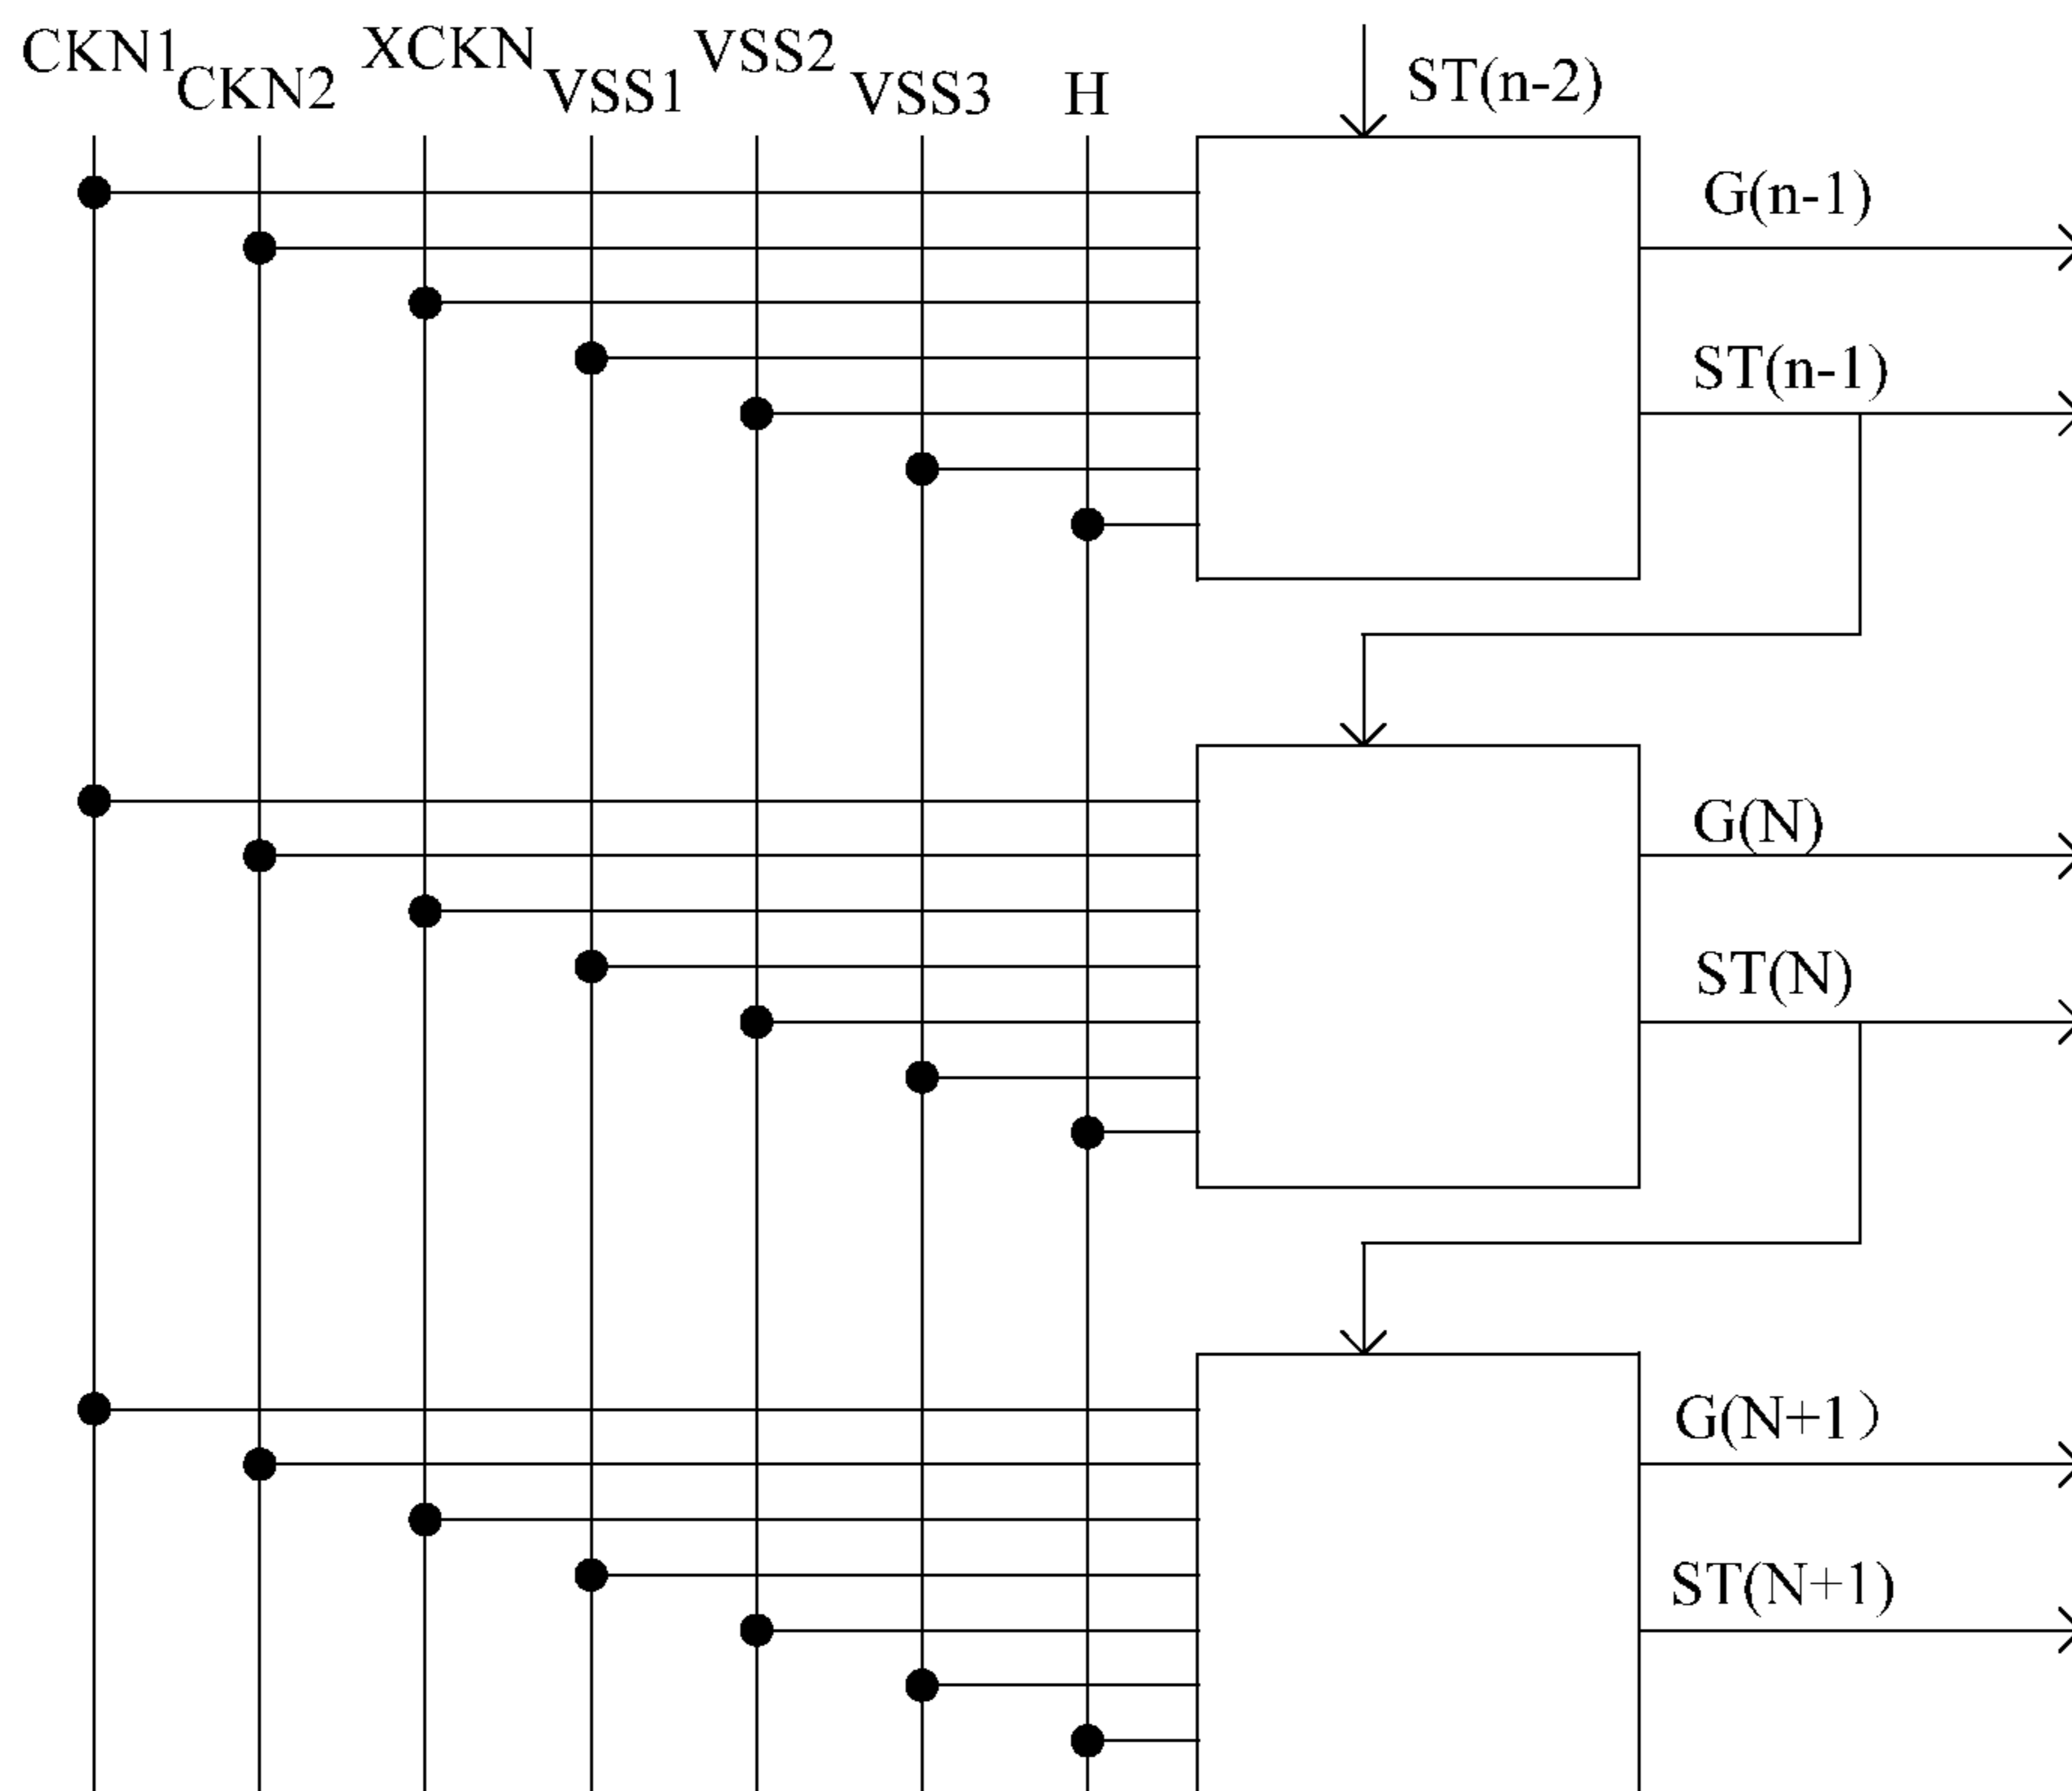 CKN1
CKN2
XCKN
VSS1
VSS2
VSS3
H
ST(n-2)
G(n-1)
ST(n-1)
G(N)
ST(N)
G(N+1）
ST(N+1)